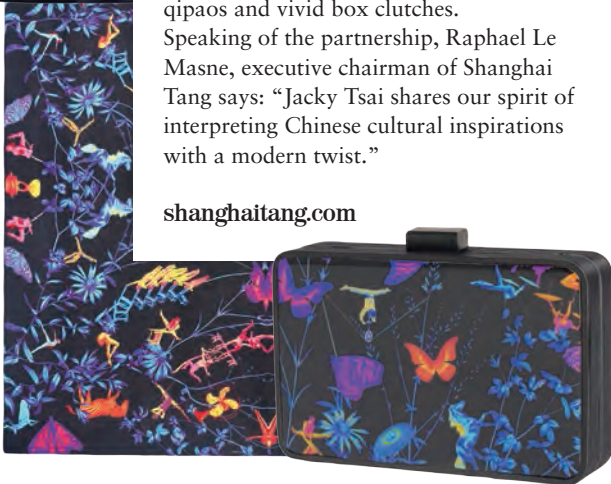 qipaos and vivid box clutches.
Speaking of the partnership, Raphael Le
Masne, executive chairman of Shanghai
Tang says: “Jacky Tsai shares our spirit of
interpreting Chinese cultural inspirations
with a modern twist.”
shanghaitang.com